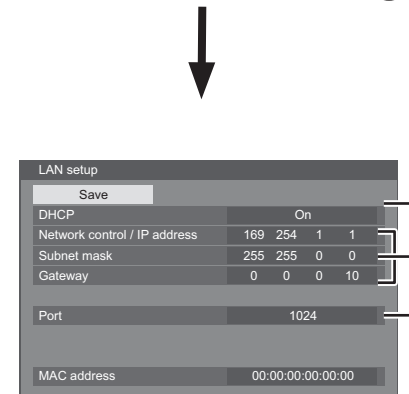 LAN setup
Save
DHCP On
Network control / IP address 169 254 1 1
Subnet mask 255 255 0 0
Gateway 0 0 0 10
Port 1024
MAC address 00:00:00:00:00:00